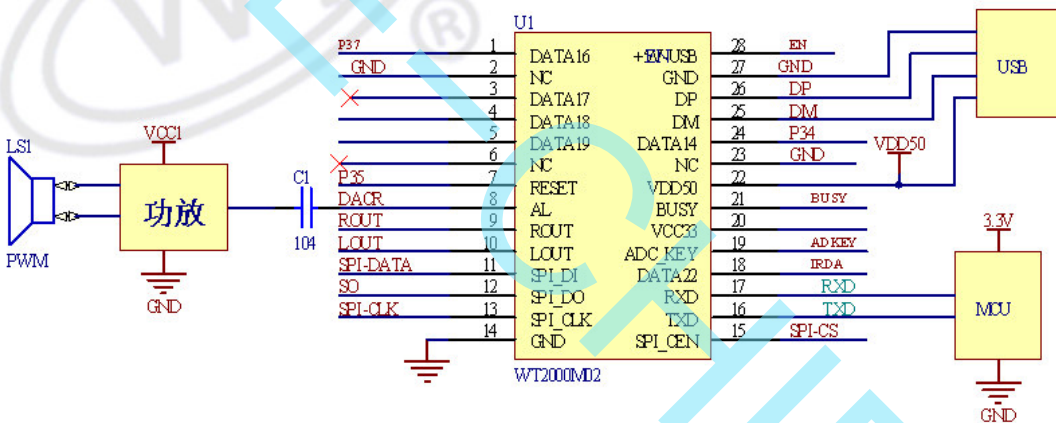 U1
P37 1 DATA16 +5V/USB 28 EN
GND 2 NC GND 27 GND
3 DATA17 DP 26 DP
4 DATA18 DM 25 DM
5 DATA19 DATA14 24 P34
6 NC NC 23 GND
P35 7 RESET VDD50 22
DACR 8 AL BUSY 21 BUSY
ROUT 9 ROUT VCC33 20
LOUT 10 LOUT ADC_KEY 19 ADKEY
SPI-DATA 11 SPI_DI DATA22 18 IRDA
SO 12 SPI_DO RXD 17 RXD
SPI-CLK 13 SPI_CLK TXD 16 TXD
14 GND SPI_CEN 15 SPI-CS
WT2000M02
USB
VDD50
LS1
PWM
VCC1
功放
GND
C1
104
3.3V
MCU
GND
®